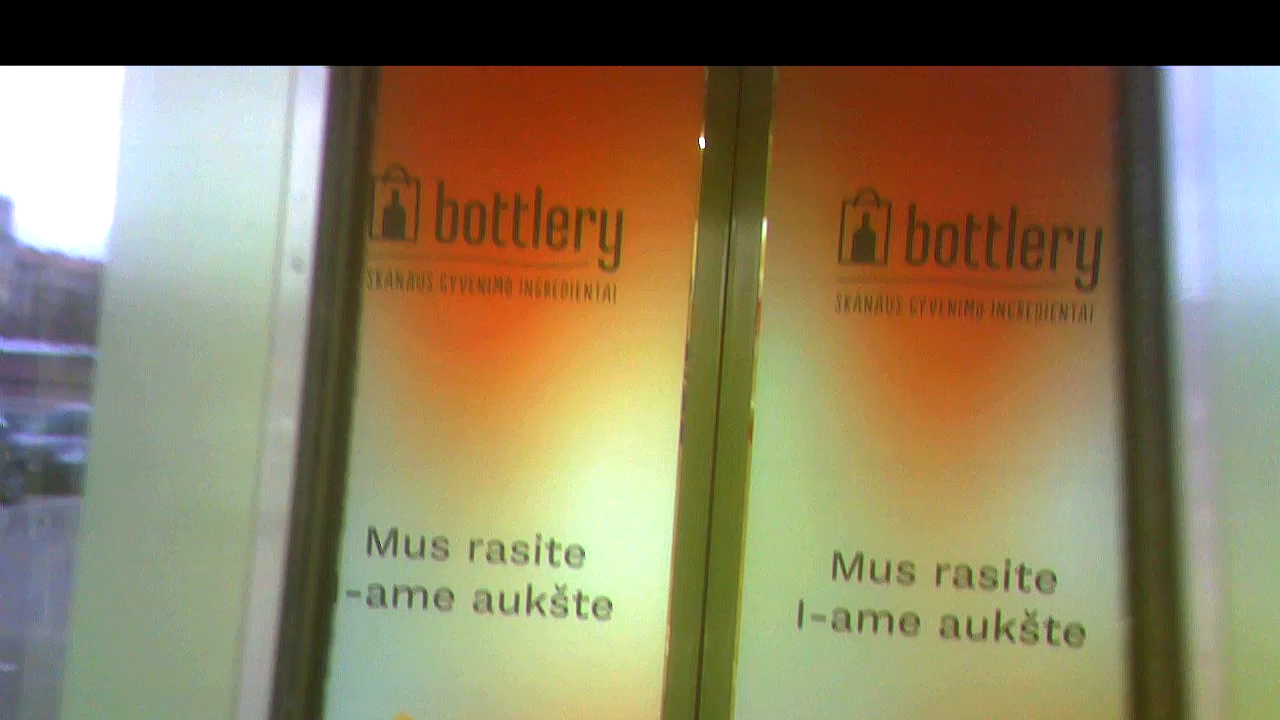 bottlery
SKANAUS GYVENIMO INGREDIENTAI
Mus rasite
-ame aukšte
bottlery
SKANAUS GYVENIMO INGREDIENTAI
Mus rasite
I-ame aukšte